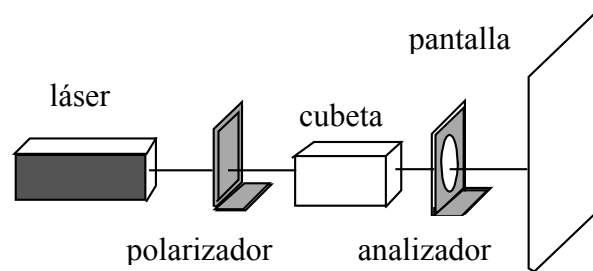 pantalla
láser
cubeta
polarizador
analizador